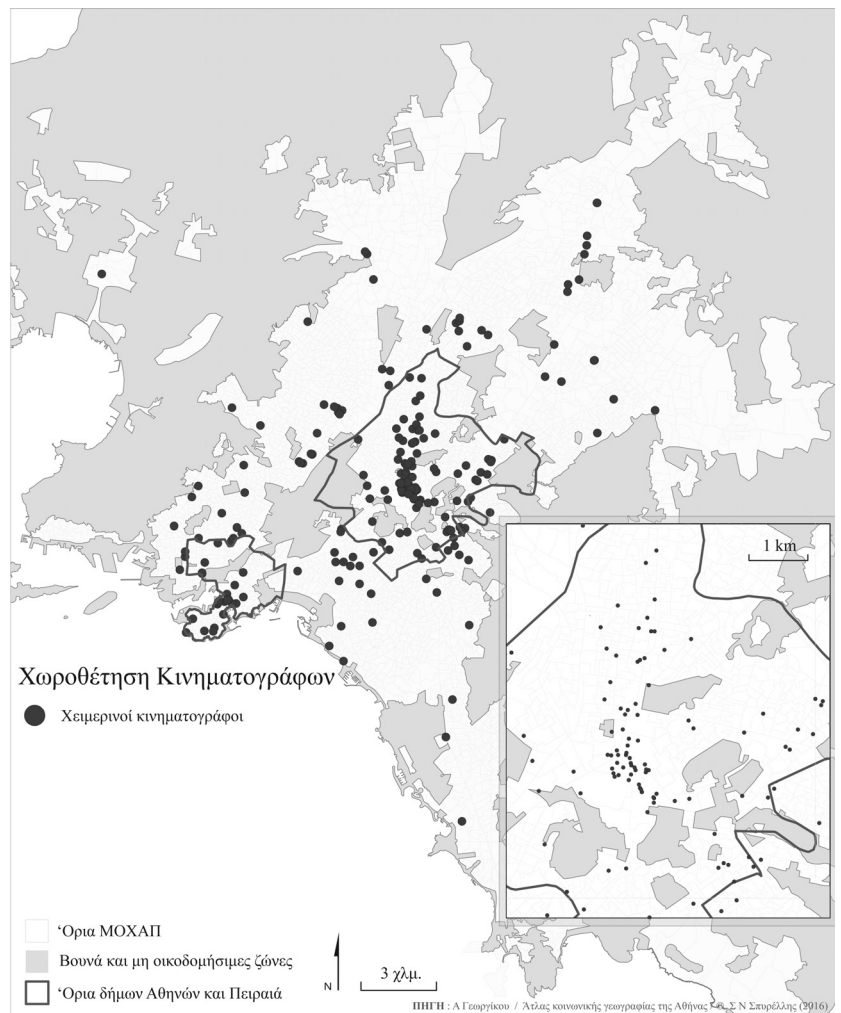 1 km
Χωροθέτηση Κινηματογράφων
Χειμερινοί κινηματογράφοι
‘Ορια ΜΟΧΑΠ
Βουνά και μη οικοδομήσιμες ζώνες
‘Ορια δήμων Αθηνών και Πειραιά
N
3 χλμ.
ΠΗΓΗ : Α Γεωργίκου / Άτλας κοινωνικής γεωγραφίας της Αθήνας / © Σ Ν Σπυρέλλης (2016)